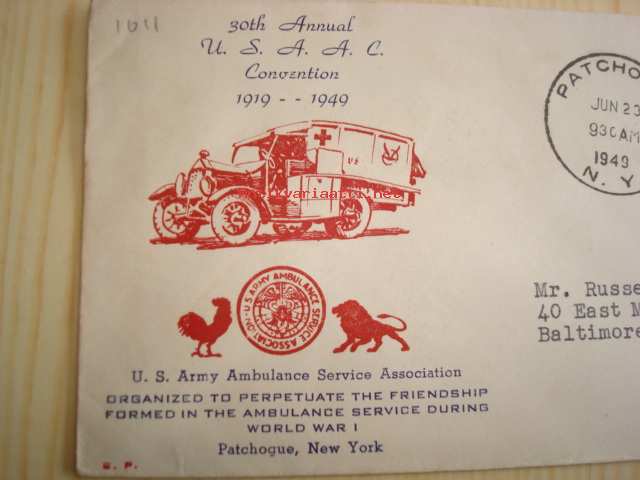 1011
30th Annual
U. S. A. A. C.
Convention
1919 - - 1949
PATCHO
JUN 23
930AM
1949
N. Y
U.S. ARMY AMBULANCE SERVICE ASSOCIATION
Mr. Russe
40 East M
Baltimore
U. S. Army Ambulance Service Association
ORGANIZED TO PERPETUATE THE FRIENDSHIP
FORMED IN THE AMBULANCE SERVICE DURING
WORLD WAR I
Patchogue, New York